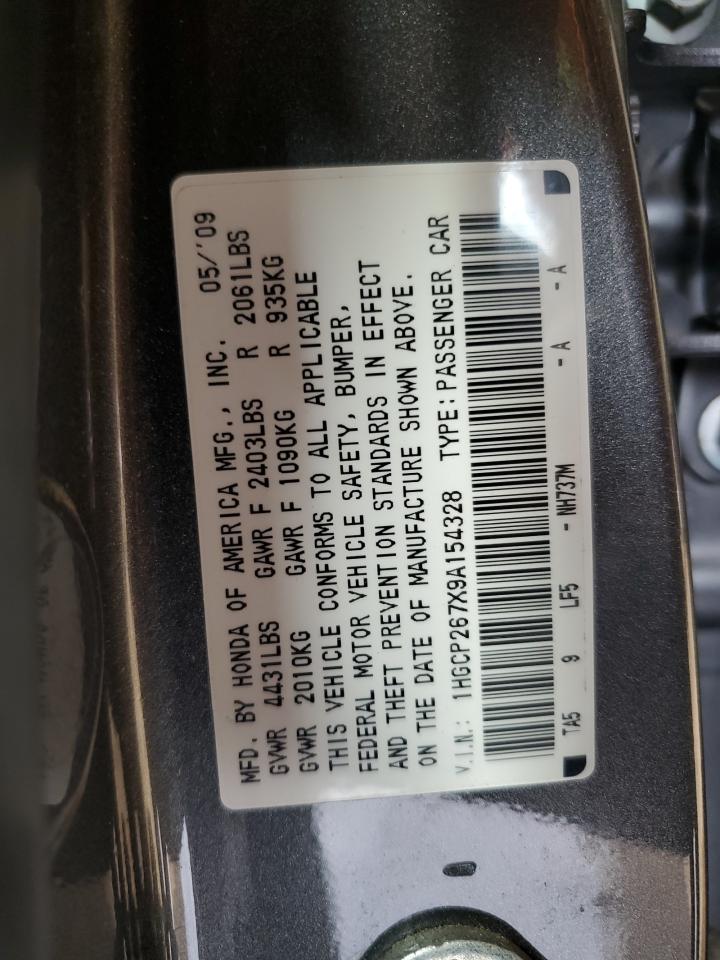 MFD. BY HONDA OF AMERICA MFG., INC. 05/'09
GVWR 4431LBS GAWR F 2403LBS R 2061LBS
GVWR 2010KG GAWR F 1090KG R 935KG
THIS VEHICLE CONFORMS TO ALL APPLICABLE
FEDERAL MOTOR VEHICLE SAFETY, BUMPER,
AND THEFT PREVENTION STANDARDS IN EFFECT
ON THE DATE OF MANUFACTURE SHOWN ABOVE.
V.I.N.: 1HGCP267X9A154328 TYPE:PASSENGER CAR
TA5 9 LF5 - NH737M - A - A